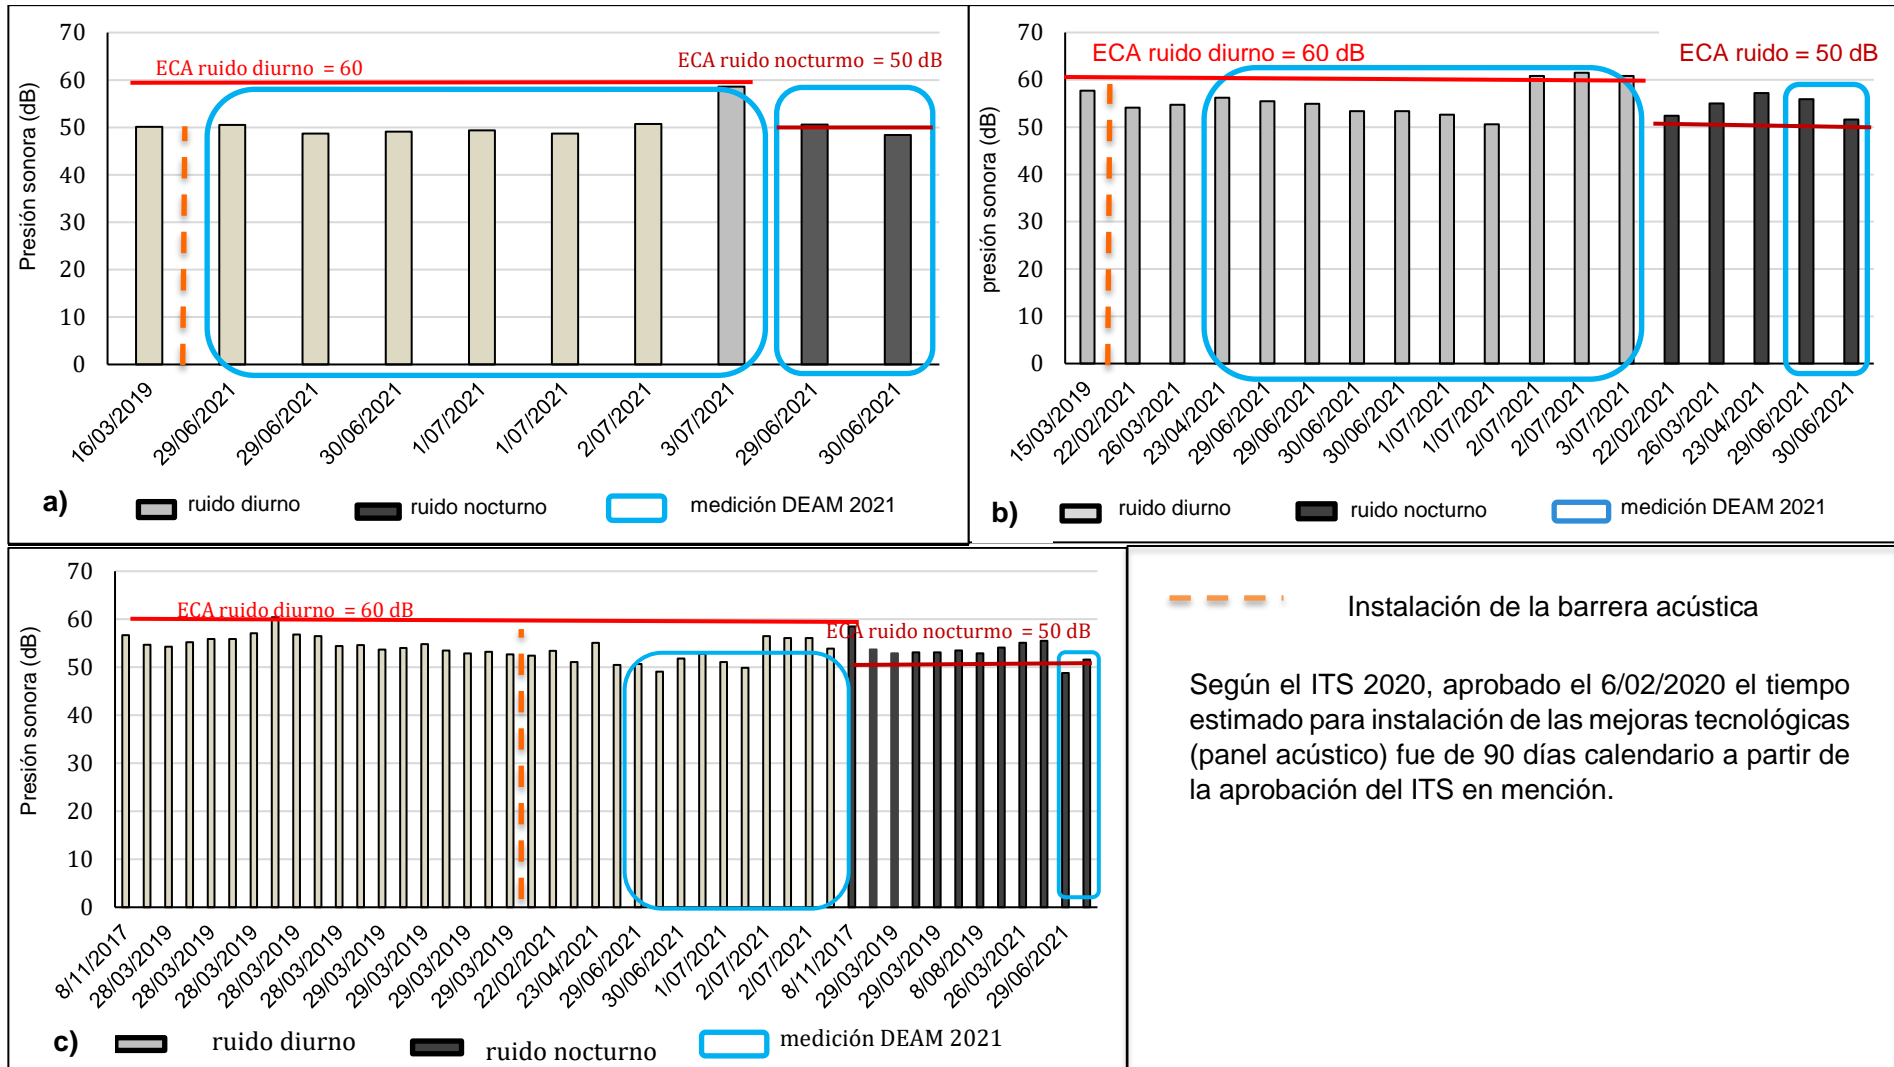 70
60
50
40
30
20
10
0
Presión sonora (dB)
ECA ruido diurno = 60
ECA ruido nocturmo = 50 dB
16/03/2019
29/06/2021
29/06/2021
30/06/2021
1/07/2021
1/07/2021
2/07/2021
3/07/2021
29/06/2021
30/06/2021
a)
ruido diurno
ruido nocturno
medición DEAM 2021
70
60
50
40
30
20
10
0
presión sonora (dB)
ECA ruido diurno = 60 dB
ECA ruido = 50 dB
15/03/2019
22/02/2021
26/03/2021
23/04/2021
29/06/2021
29/06/2021
30/06/2021
30/06/2021
1/07/2021
1/07/2021
2/07/2021
2/07/2021
3/07/2021
22/02/2021
26/03/2021
23/04/2021
29/06/2021
30/06/2021
b)
ruido diurno
ruido nocturno
medición DEAM 2021
70
60
50
40
30
20
10
0
Presión sonora (dB)
ECA ruido diurno = 60 dB
ECA ruido nocturmo = 50 dB
8/11/2017
28/03/2019
28/03/2019
28/03/2019
28/03/2019
29/03/2019
29/03/2019
29/03/2019
29/03/2019
29/03/2019
22/02/2021
23/04/2021
29/06/2021
30/06/2021
1/07/2021
2/07/2021
2/07/2021
8/11/2017
29/03/2019
29/03/2019
8/08/2019
26/03/2021
29/06/2021
c)
ruido diurno
ruido nocturno
medición DEAM 2021
Instalación de la barrera acústica
Según el ITS 2020, aprobado el 6/02/2020 el tiempo
estimado para instalación de las mejoras tecnológicas
(panel acústico) fue de 90 días calendario a partir de
la aprobación del ITS en mención.